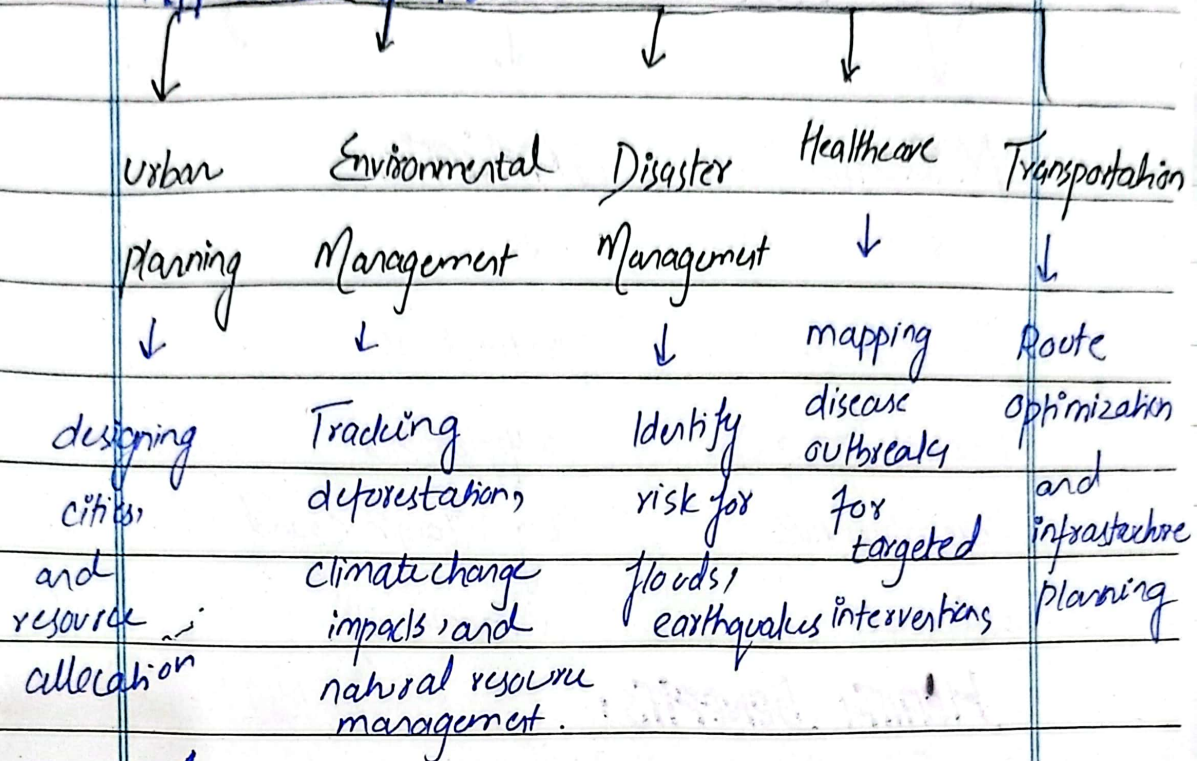 Urban
Planning
designing
cities,
and
resource
allocation
Environmental
Management
Tracking
deforestation,
climate change
impacts, and
natural resource
management.
Disaster
Management
Identify
risk for
floods,
earthquakes
Healthcare
mapping
disease
outbreaks
for
targeted
interventions
Transportation
Route
optimization
and
infrastructure
planning